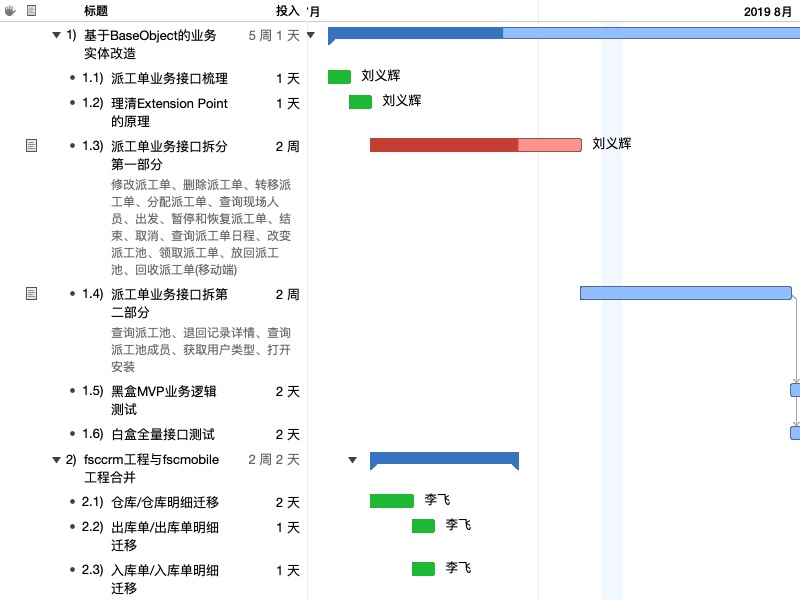 标题 投入 '月 2019 8月
1) 基于BaseObject的业务 5 周 1 天
实体改造
1.1) 派工单业务接口梳理 1 天 刘义辉
1.2) 理清Extension Point 1 天 刘义辉
的原理
1.3) 派工单业务接口拆分 2 周 刘义辉
第一部分
修改派工单、删除派工单、转移派
工单、分配派工单、查询现场人
员、出发、暂停和恢复派工单、结
束、取消、查询派工单日程、改变
派工池、领取派工单、放回派工
池、回收派工单(移动端)
1.4) 派工单业务接口拆第 2 周
二部分
查询派工池、退回记录详情、查询
派工池成员、获取用户类型、打开
安装
1.5) 黑盒MVP业务逻辑 2 天
测试
1.6) 白盒全量接口测试 2 天
2) fsccrm工程与fscmobile 2 周 2 天
工程合并
2.1) 仓库/仓库明细迁移 2 天 李飞
2.2) 出库单/出库单明细 1 天 李飞
迁移
2.3) 入库单/入库单明细 1 天 李飞
迁移